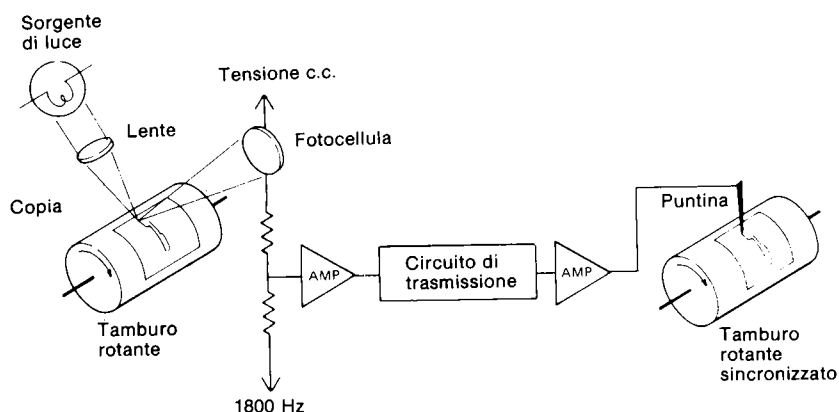 Sorgente
di luce
Tensione c.c.
Lente
Fotocellula
Copia
Puntina
AMP
Circuito di
trasmissione
AMP
Tamburo
rotante
Tamburo
rotante
sincronizzato
1800 Hz